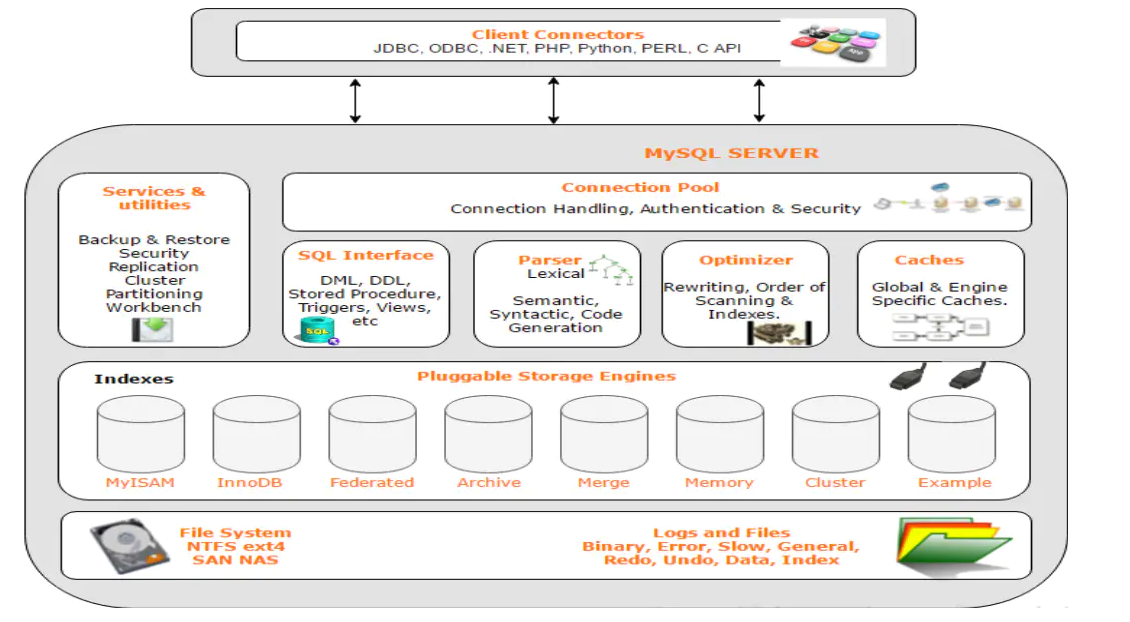 Client Connectors
JDBC, ODBC, .NET, PHP, Python, PERL, C API
MySQL SERVER
Services &
utilities
Backup & Restore
Security
Replication
Cluster
Partitioning
Workbench
Connection Pool
Connection Handling, Authentication & Security
SQL Interface
DML, DDL,
Stored Procedure,
Triggers, Views,
etc
SQL
Parser
Lexical
Semantic,
Syntactic, Code
Generation
Optimizer
Rewriting, Order of
Scanning &
Indexes.
Caches
Global & Engine
Specific Caches.
Indexes
Pluggable Storage Engines
MyISAM
InnoDB
Federated
Archive
Merge
Memory
Cluster
Example
File System
NTFS ext4
SAN NAS
Logs and Files
Binary, Error, Slow, General,
Redo, Undo, Data, Index